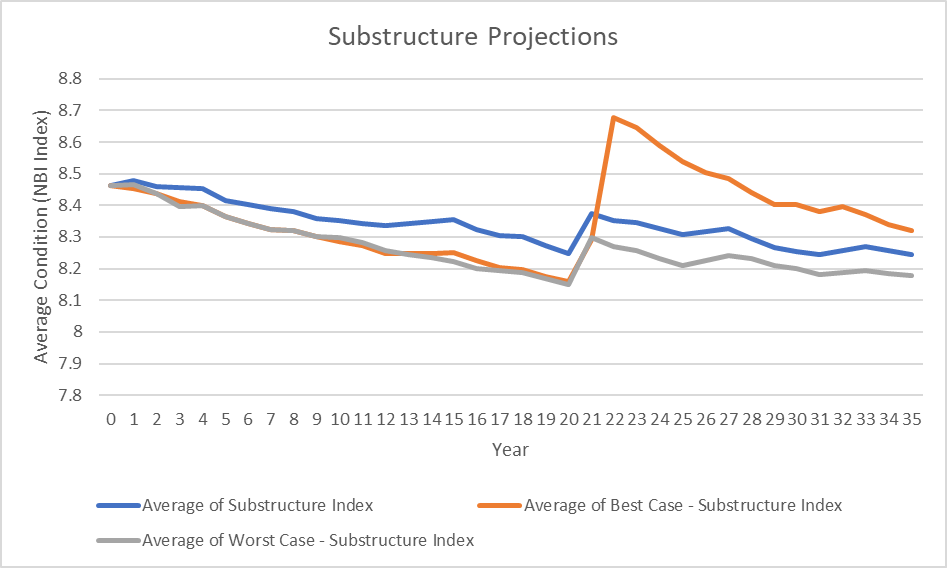 Substructure Projections
Average Condition (NBI Index)
8.8
8.7
8.6
8.5
8.4
8.3
8.2
8.1
8
7.9
7.8
0 1 2 3 4 5 6 7 8 9 10 11 12 13 14 15 16 17 18 19 20 21 22 23 24 25 26 27 28 29 30 31 32 33 34 35
Year
Average of Substructure Index
Average of Best Case - Substructure Index
Average of Worst Case - Substructure Index